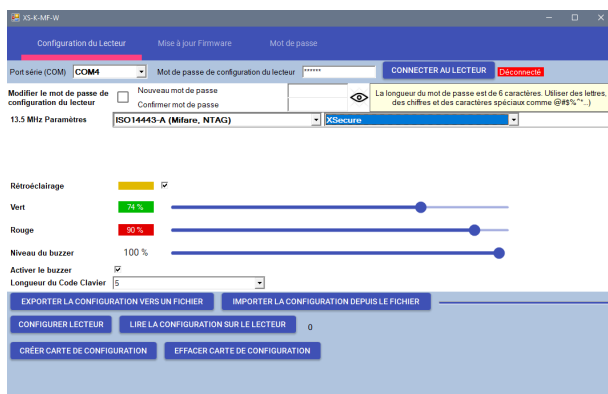 XS-K-MF-W
Configuration du Lecteur Mise à jour Firmware Mot de passe
Port série (COM) COM4 Mot de passe de configuration du lecteur ****** CONNECTER AU LECTEUR Déconnecté
Modifier le mot de passe de configuration du lecteur
Nouveau mot de passe
Confirmer mot de passe
La longueur du mot de passe est de 6 caractères. Utiliser des lettres,
des chiffres et des caractères spéciaux comme @#$%^*...)
13.5 MHz Paramètres ISO14443-A (Mifare, NTAG) XSecure
Rétroéclairage
Vert 74 %
Rouge 90 %
Niveau du buzzer 100 %
Activer le buzzer
Longueur du Code Clavier 5
EXPORTER LA CONFIGURATION VERS UN FICHIER IMPORTER LA CONFIGURATION DEPUIS LE FICHIER
CONFIGURER LECTEUR LIRE LA CONFIGURATION SUR LE LECTEUR 0
CRÉER CARTE DE CONFIGURATION EFFACER CARTE DE CONFIGURATION